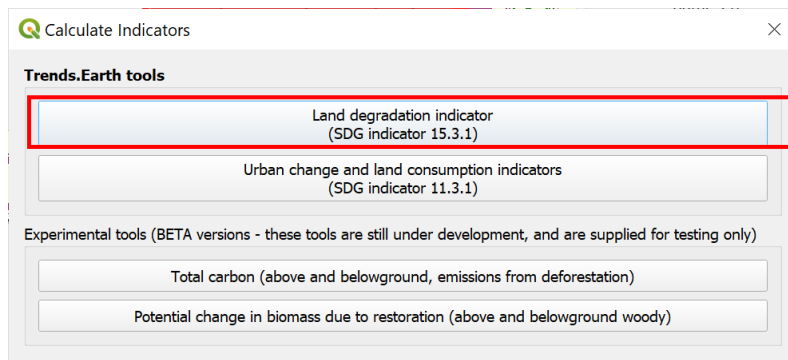 Calculate Indicators
Trends.Earth tools
Land degradation indicator
(SDG indicator 15.3.1)
Urban change and land consumption indicators
(SDG indicator 11.3.1)
Experimental tools (BETA versions - these tools are still under development, and are supplied for testing only)
Total carbon (above and belowground, emissions from deforestation)
Potential change in biomass due to restoration (above and belowground woody)